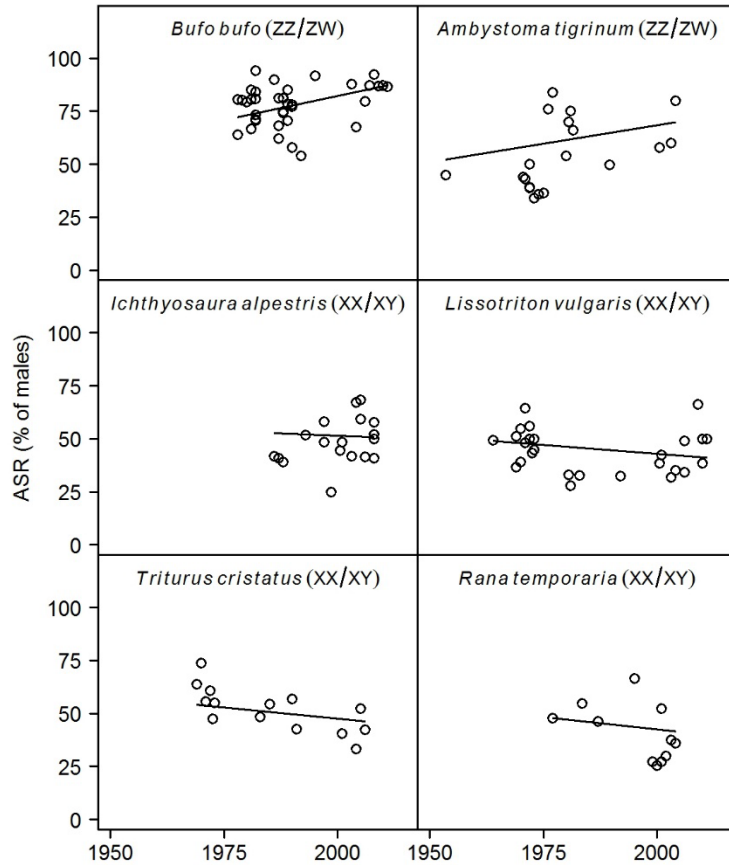 Bufo bufo (ZZ/ZW)
Ambystoma tigrinum (ZZ/ZW)
100
75
50
25
0
Ichthyosaura alpestris (XX/XY)
Lissotriton vulgaris (XX/XY)
100
75
50
25
0
ASR (% of males)
Triturus cristatus (XX/XY)
Rana temporaria (XX/XY)
100
75
50
25
0
1950 1975 2000 1950 1975 2000